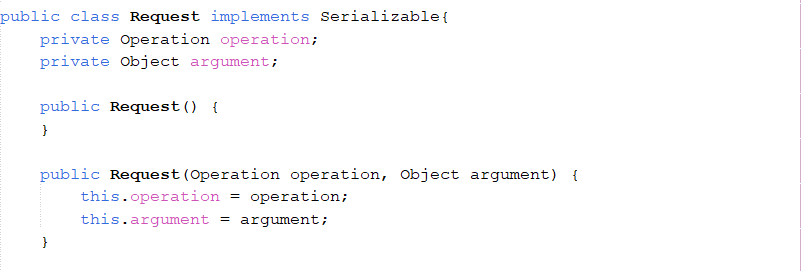 public class Request implements Serializable{
    private Operation operation;
    private Object argument;

    public Request() {
    }

    public Request(Operation operation, Object argument) {
        this.operation = operation;
        this.argument = argument;
    }